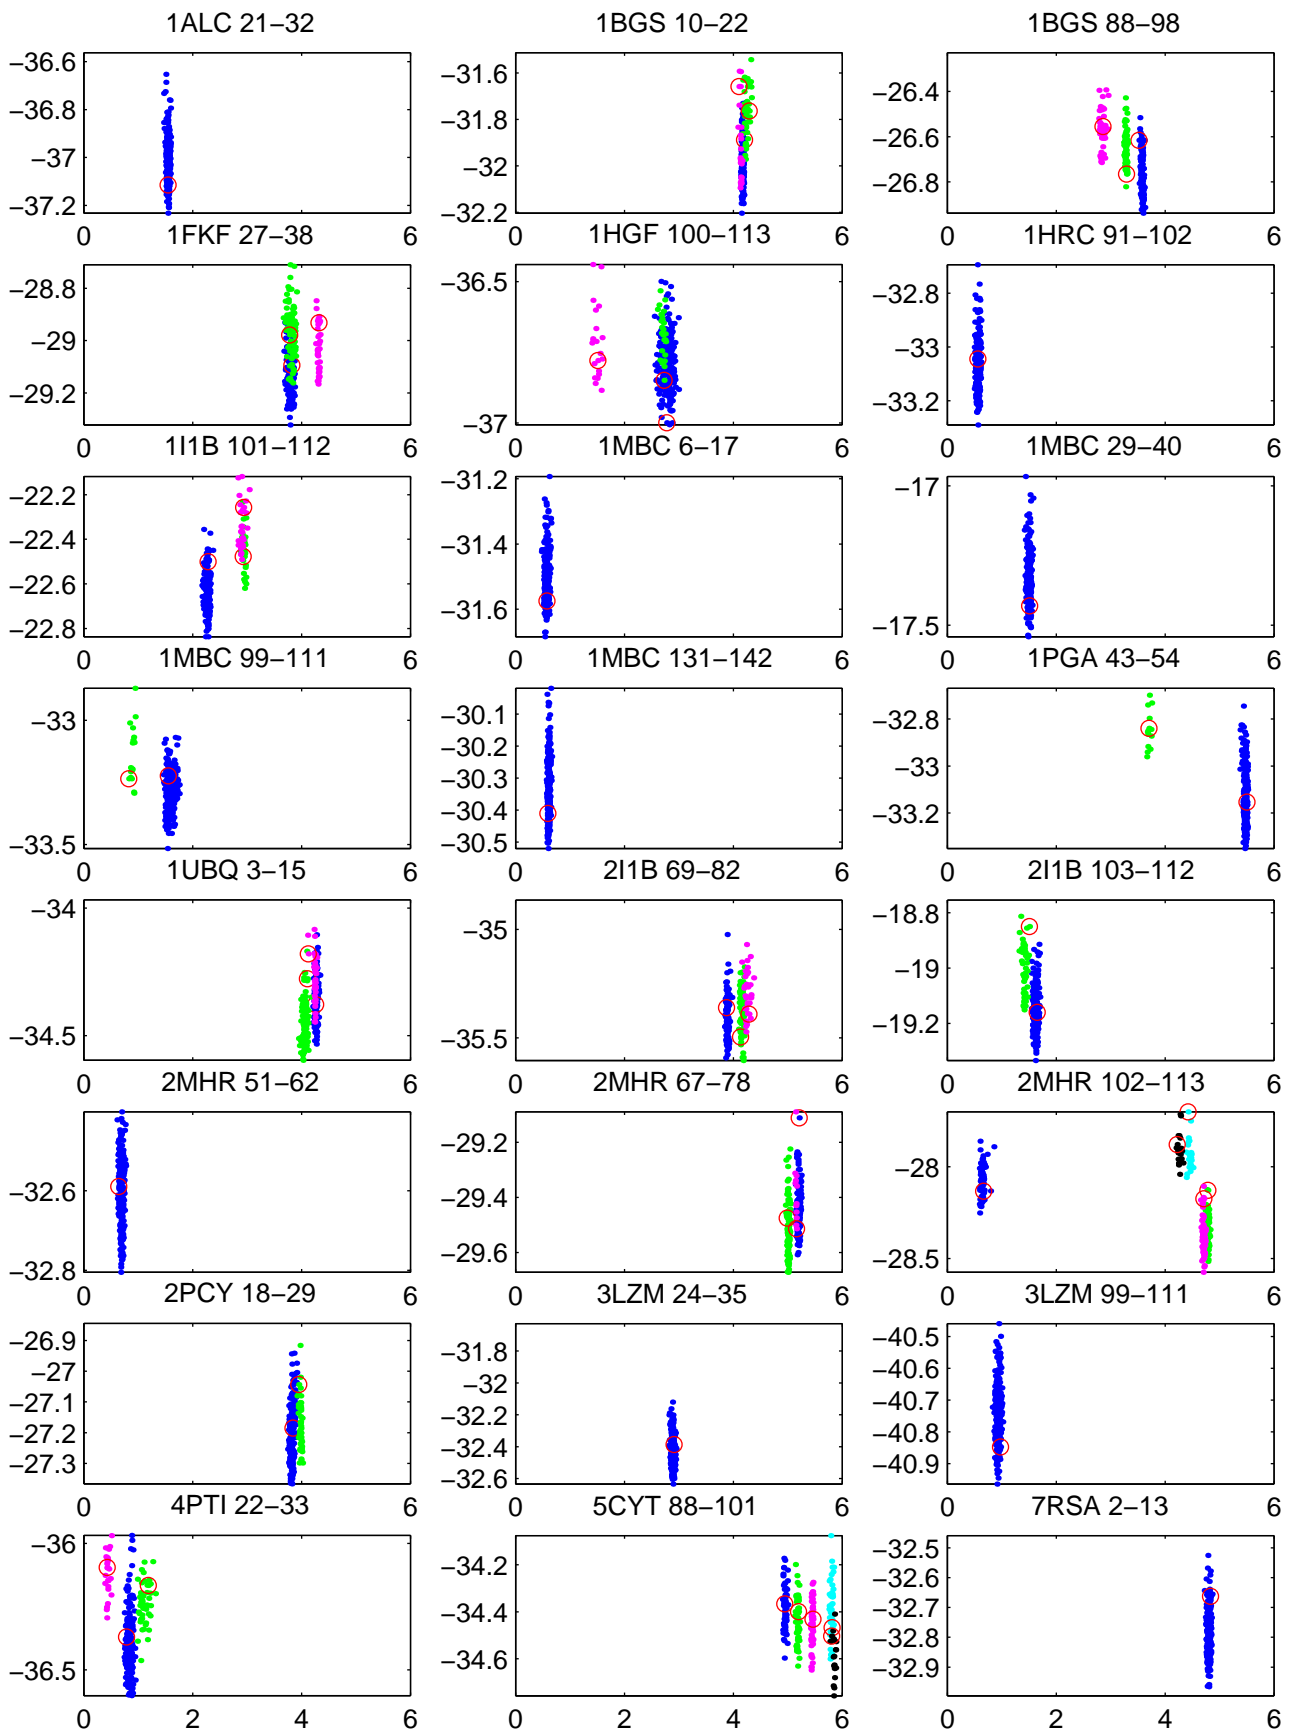 1ALC 21−32 1BGS 10−22 1BGS 88−98
−36.6 −31.6 −26.4
−36.8 −31.8 −26.6
−37 −32 −26.8
−37.2 −32.2
0 6 0 6 0 6
1FKF 27−38 1HGF 100−113 1HRC 91−102
−28.8 −36.5 −32.8
−29 −33
−29.2 −37 −33.2
0 6 0 6 0 6
1I1B 101−112 1MBC 6−17 1MBC 29−40
−22.2 −31.2 −17
−22.4 −31.4
−22.6 −31.6 −17.5
−22.8
0 6 0 6 0 6
1MBC 99−111 1MBC 131−142 1PGA 43−54
−33 −30.1 −32.8
−30.2
−30.3 −33
−30.4 −33.2
−33.5 −30.5
0 6 0 6 0 6
1UBQ 3−15 2I1B 69−82 2I1B 103−112
−34 −35 −18.8
−19
−34.5 −35.5 −19.2
0 6 0 6 0 6
2MHR 51−62 2MHR 67−78 2MHR 102−113
−29.2 −28
−32.6 −29.4
−32.8 −29.6 −28.5
0 6 0 6 0 6
2PCY 18−29 3LZM 24−35 3LZM 99−111
−26.9 −31.8 −40.5
−27 −32 −40.6
−27.1 −32.2 −40.7
−27.2 −32.4 −40.8
−27.3 −32.6 −40.9
0 6 0 6 0 6
4PTI 22−33 5CYT 88−101 7RSA 2−13
−36 −34.2 −32.5
−32.6
−34.4 −32.7
−32.8
−36.5 −34.6 −32.9
0 2 4 6 0 2 4 6 0 2 4 6